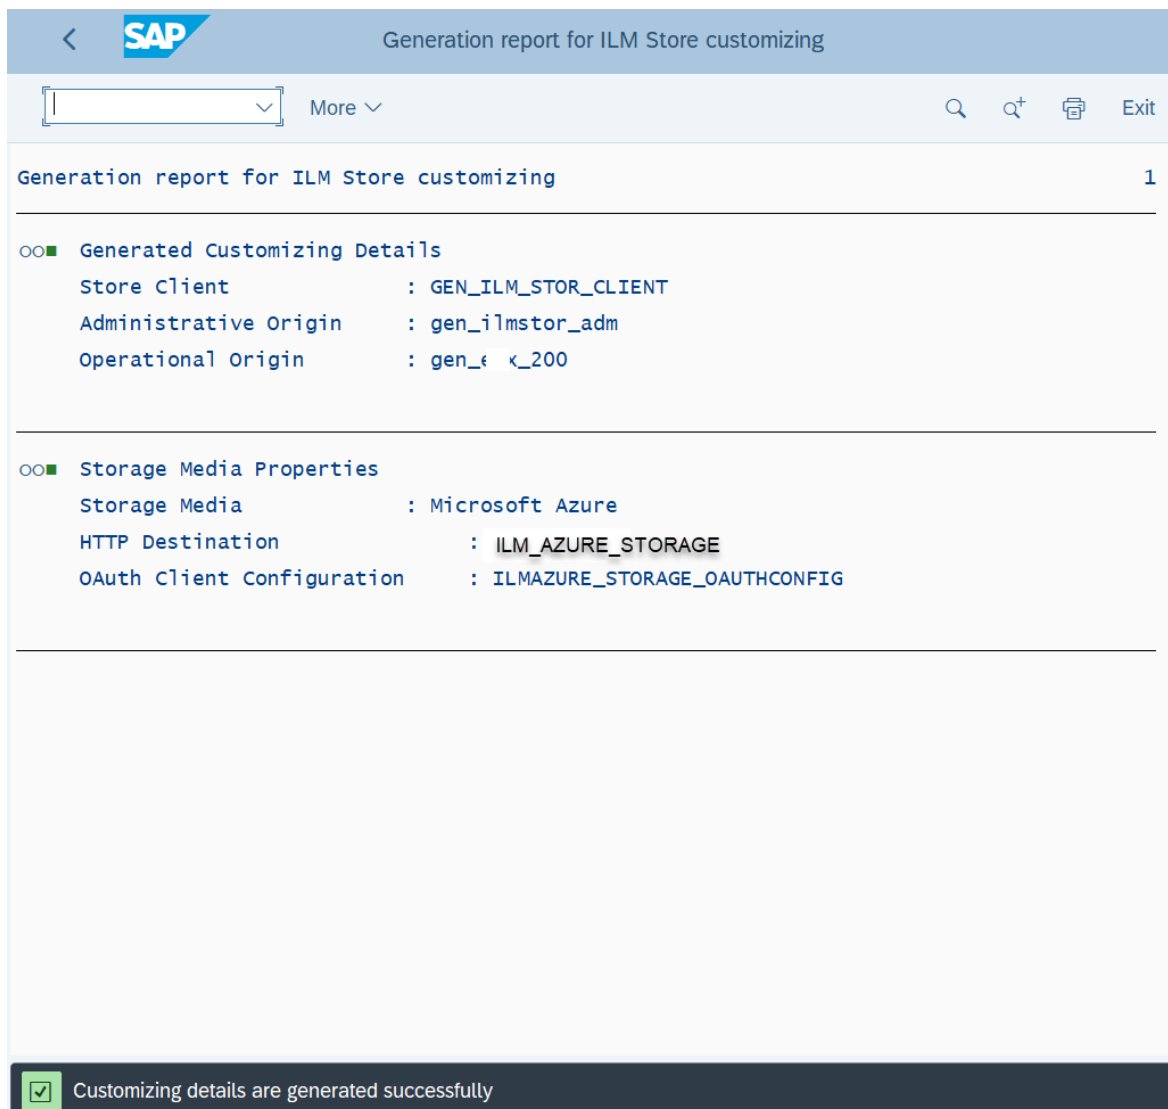 SAP
Generation report for ILM Store customizing
More
Exit
Generation report for ILM Store customizing 1
Generated Customizing Details
Store Client : GEN_ILM_STOR_CLIENT
Administrative Origin : gen_ilmstor_adm
Operational Origin :
Storage Media Properties
Storage Media : Microsoft Azure
HTTP Destination : ILM_AZURE_STORAGE
OAuth Client Configuration : ILMAZURE_STORAGE_OAUTHCONFIG
Customizing details are generated successfully